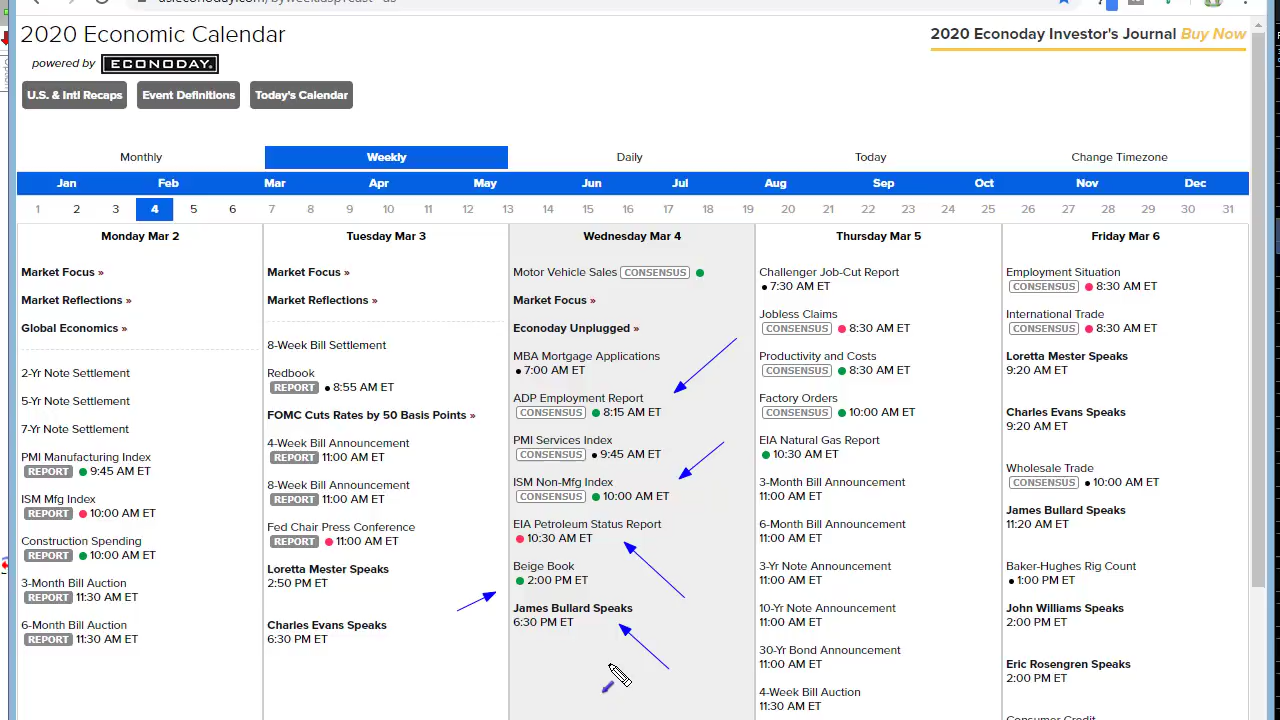 2020 Economic Calendar
2020 Econoday Investor's Journal Buy Now
powered by ECONODAY.
U.S. & Intl Recaps Event Definitions Today's Calendar
Monthly Weekly Daily Today Change Timezone
Jan Feb Mar Apr May Jun Jul Aug Sep Oct Nov Dec
1 2 3 4 5 6 7 8 9 10 11 12 13 14 15 16 17 18 19 20 21 22 23 24 25 26 27 28 29 30 31
Monday Mar 2
Market Focus »
Market Reflections »
Global Economics »
2-Yr Note Settlement
5-Yr Note Settlement
7-Yr Note Settlement
PMI Manufacturing Index
REPORT 9:45 AM ET
ISM Mfg Index
REPORT 10:00 AM ET
Construction Spending
REPORT 10:00 AM ET
3-Month Bill Auction
REPORT 11:30 AM ET
6-Month Bill Auction
REPORT 11:30 AM ET
Tuesday Mar 3
Market Focus »
Market Reflections »
8-Week Bill Settlement
Redbook
REPORT 8:55 AM ET
FOMC Cuts Rates by 50 Basis Points »
4-Week Bill Announcement
REPORT 11:00 AM ET
8-Week Bill Announcement
REPORT 11:00 AM ET
Fed Chair Press Conference
REPORT 11:00 AM ET
Loretta Mester Speaks
2:50 PM ET
Charles Evans Speaks
6:30 PM ET
Wednesday Mar 4
Motor Vehicle Sales CONSENSUS
Market Focus »
Econoday Unplugged »
MBA Mortgage Applications
7:00 AM ET
ADP Employment Report
CONSENSUS 8:15 AM ET
PMI Services Index
CONSENSUS 9:45 AM ET
ISM Non-Mfg Index
CONSENSUS 10:00 AM ET
EIA Petroleum Status Report
10:30 AM ET
Beige Book
2:00 PM ET
James Bullard Speaks
6:30 PM ET
Thursday Mar 5
Challenger Job-Cut Report
7:30 AM ET
Jobless Claims
CONSENSUS 8:30 AM ET
Productivity and Costs
CONSENSUS 8:30 AM ET
Factory Orders
CONSENSUS 10:00 AM ET
EIA Natural Gas Report
10:30 AM ET
3-Month Bill Announcement
11:00 AM ET
6-Month Bill Announcement
11:00 AM ET
3-Yr Note Announcement
11:00 AM ET
10-Yr Note Announcement
11:00 AM ET
30-Yr Bond Announcement
11:00 AM ET
4-Week Bill Auction
11:30 AM ET
Friday Mar 6
Employment Situation
CONSENSUS 8:30 AM ET
International Trade
CONSENSUS 8:30 AM ET
Loretta Mester Speaks
9:20 AM ET
Charles Evans Speaks
9:20 AM ET
Wholesale Trade
CONSENSUS 10:00 AM ET
James Bullard Speaks
11:20 AM ET
Baker-Hughes Rig Count
1:00 PM ET
John Williams Speaks
2:00 PM ET
Eric Rosengren Speaks
2:00 PM ET
Consumer Credit